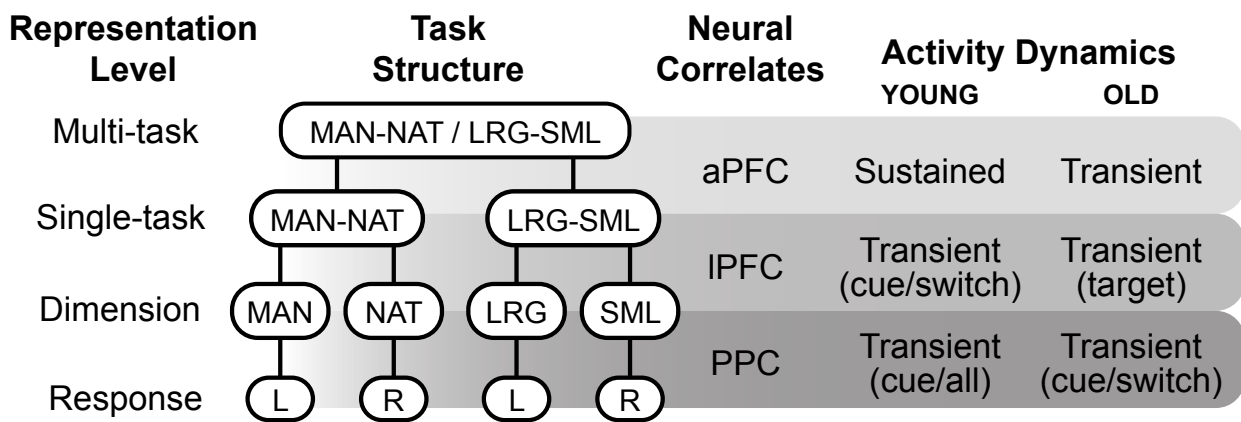 Representation Level
Task Structure
Neural Correlates
Activity Dynamics
YOUNG OLD
Multi-task
MAN-NAT / LRG-SML
aPFC Sustained Transient
Single-task
MAN-NAT LRG-SML
lPFC Transient (cue/switch) Transient (target)
Dimension
MAN NAT LRG SML
PPC Transient (cue/all) Transient (cue/switch)
Response
L R L R